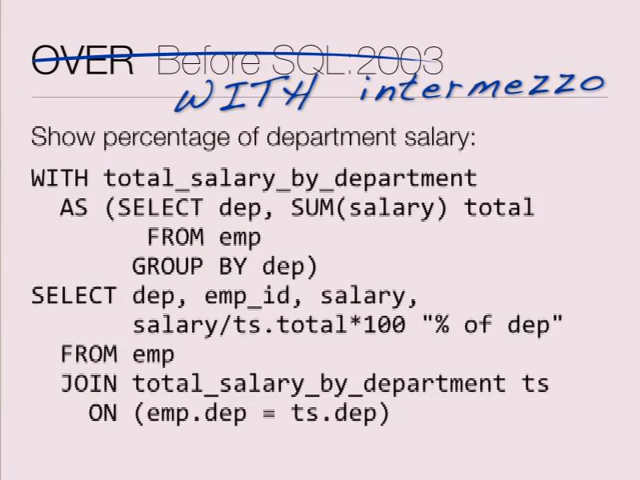 OVER Before SQL:2003
WITH intermezzo
Show percentage of department salary:
WITH total_salary_by_department
AS (SELECT dep, SUM(salary) total
FROM emp
GROUP BY dep)
SELECT dep, emp_id, salary,
salary/ts.total*100 "% of dep"
FROM emp
JOIN total_salary_by_department ts
ON (emp.dep = ts.dep)